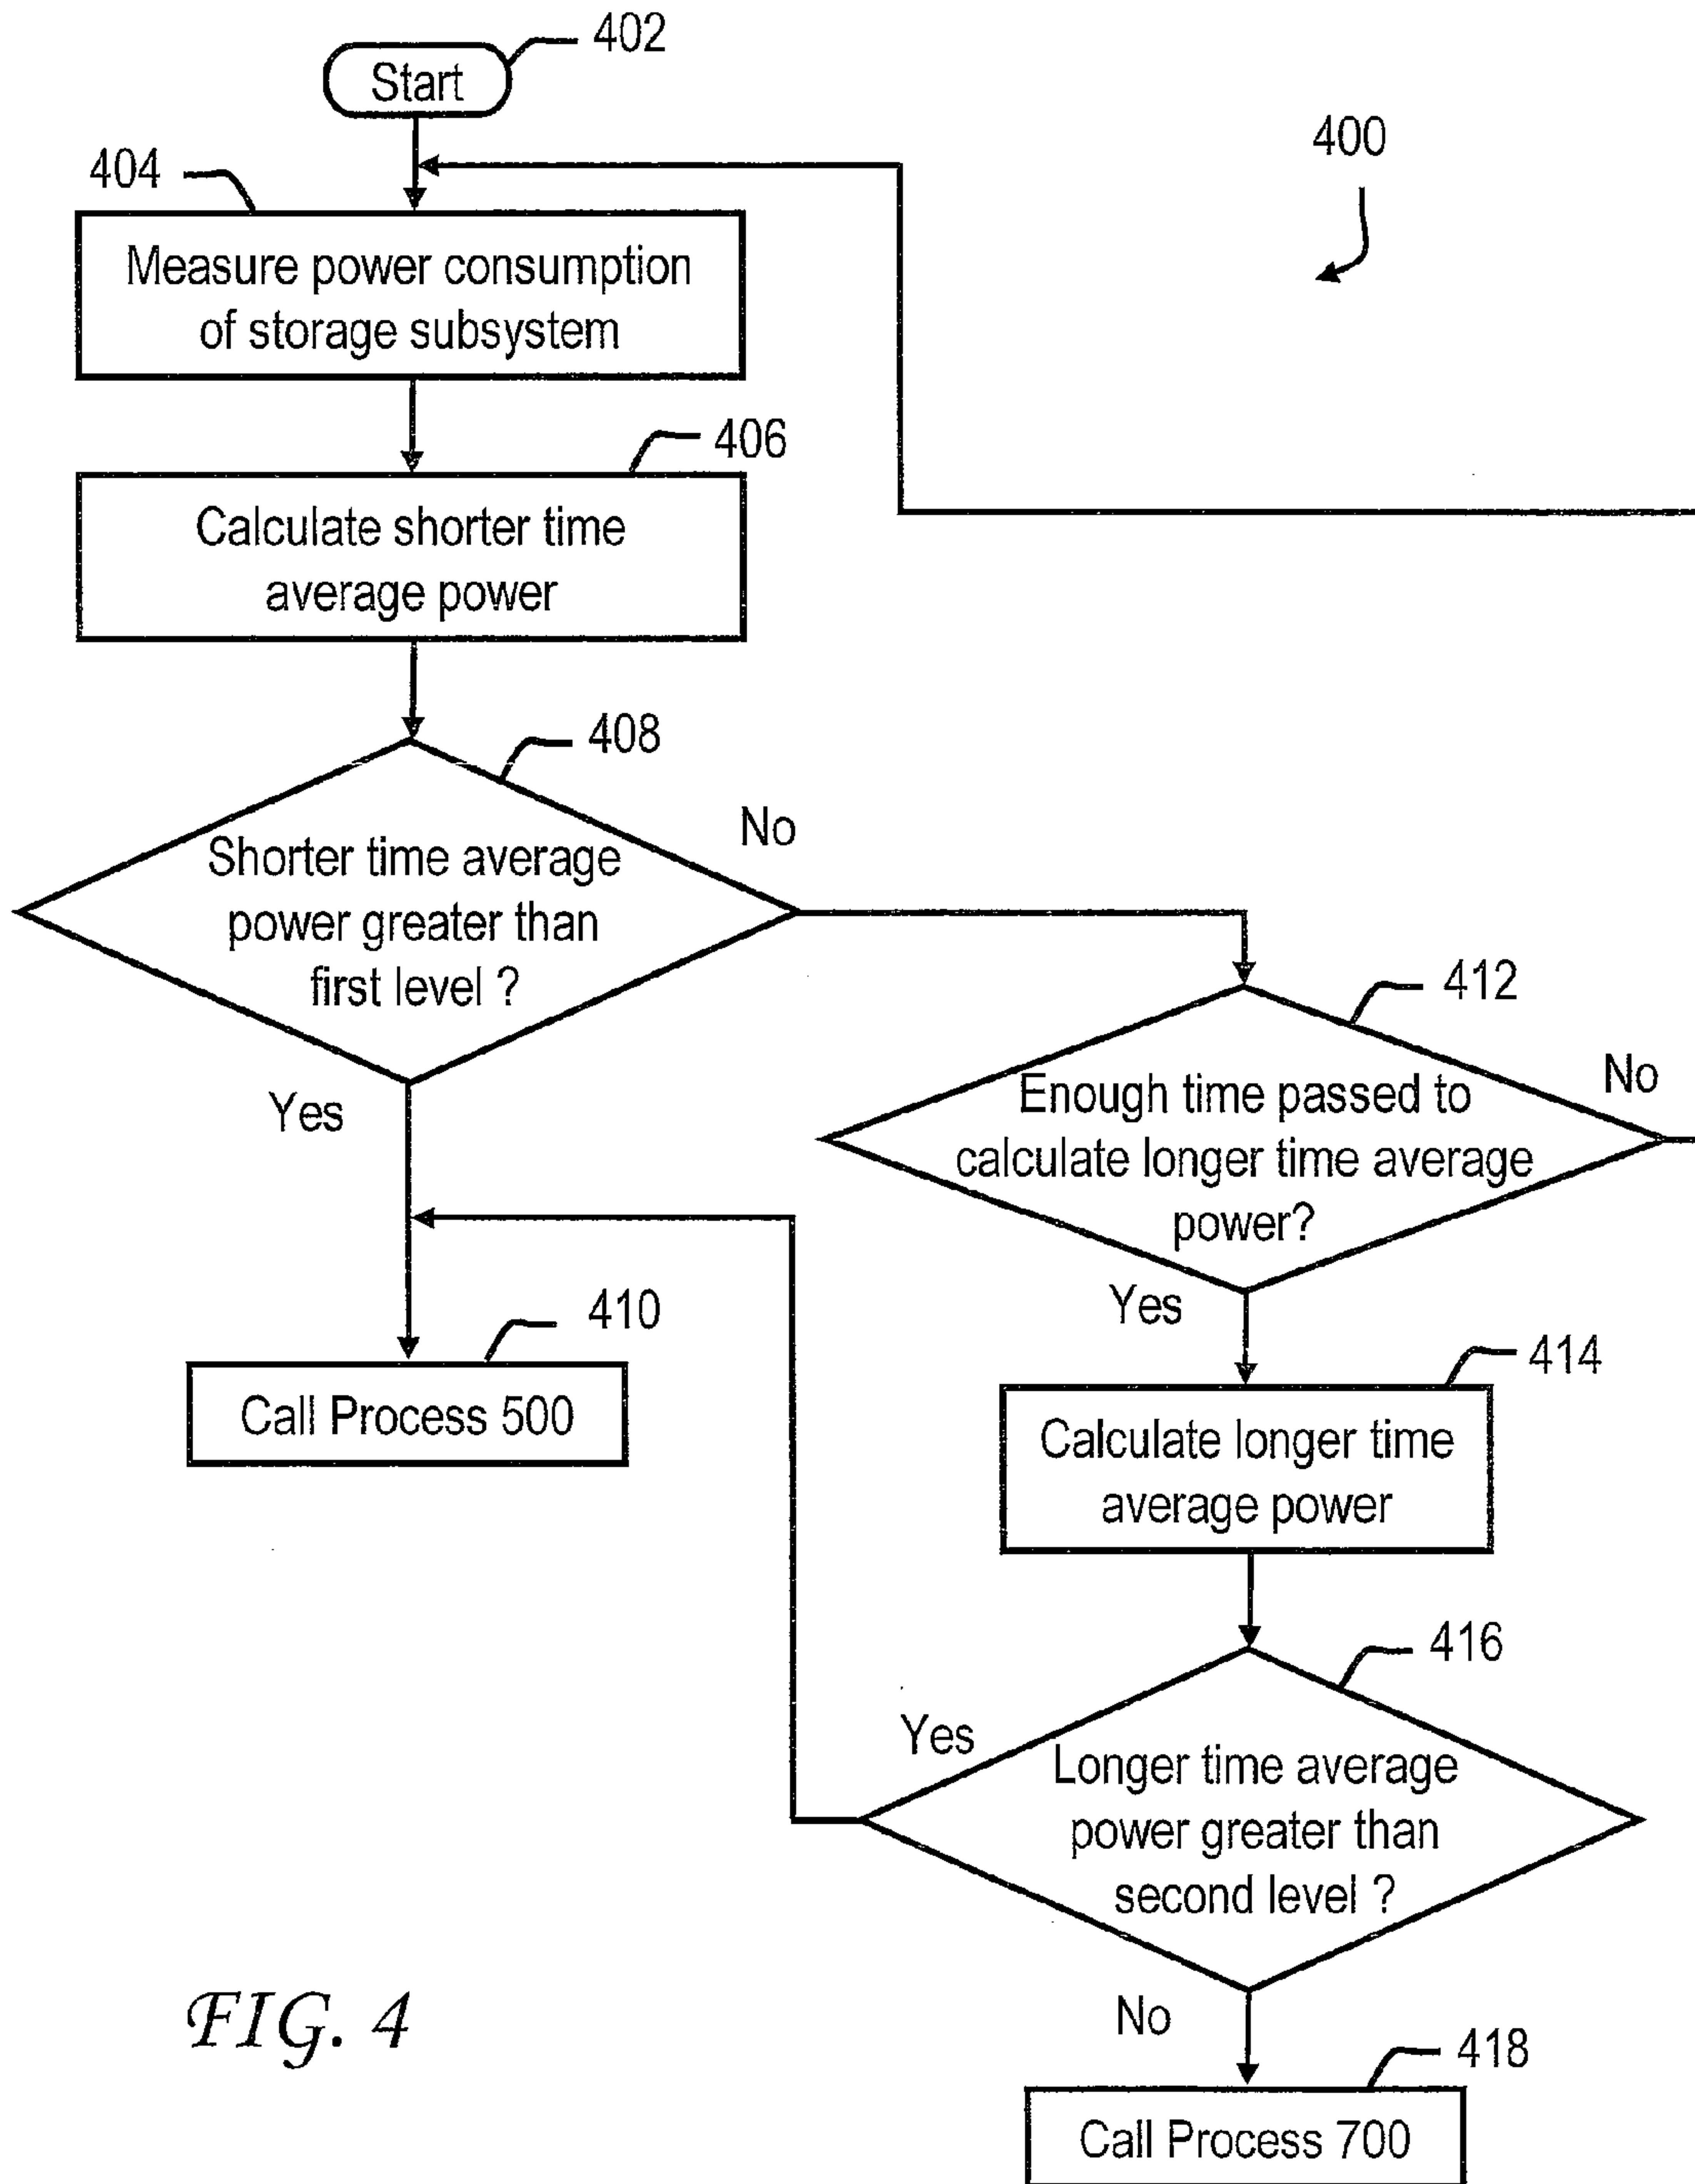 402
Start
400
404
Measure power consumption
of storage subsystem
406
Calculate shorter time
average power
408
Shorter time average
power greater than
first level ?
No
Yes
412
Enough time passed to
calculate longer time average
power?
No
Yes
410
Call Process 500
414
Calculate longer time
average power
416
Longer time average
power greater than
second level ?
Yes
No
418
Call Process 700
FIG. 4